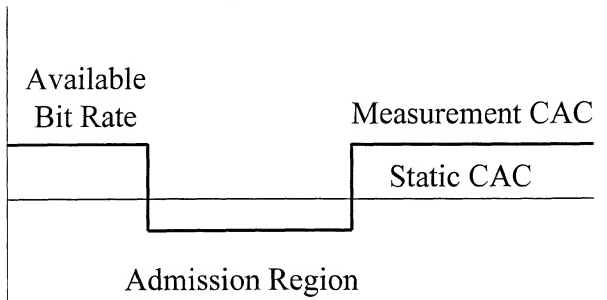 Available
Bit Rate
Measurement CAC
Static CAC
Admission Region